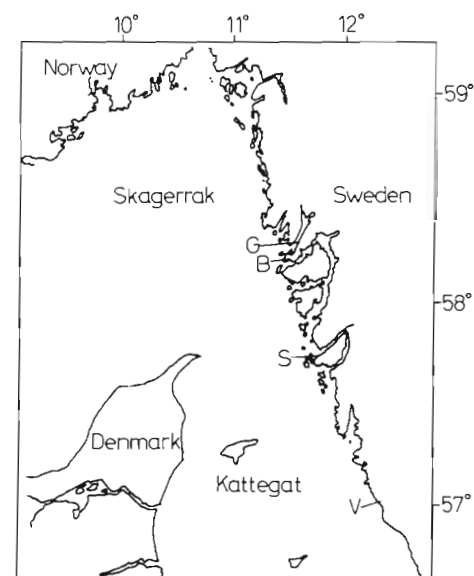 10° 11° 12°
Norway
59°
Skagerrak Sweden
G
B
58°
S
Denmark
Kattegat
V 57°